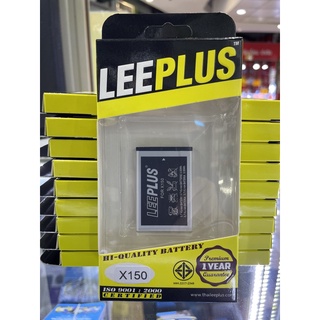 LEEPLUS
LEEPLUS
HI-QUALITY BATTERY
X150
ISO 9001 : 2000
CERTIFIED
Premium
1 YEAR
Guarantee